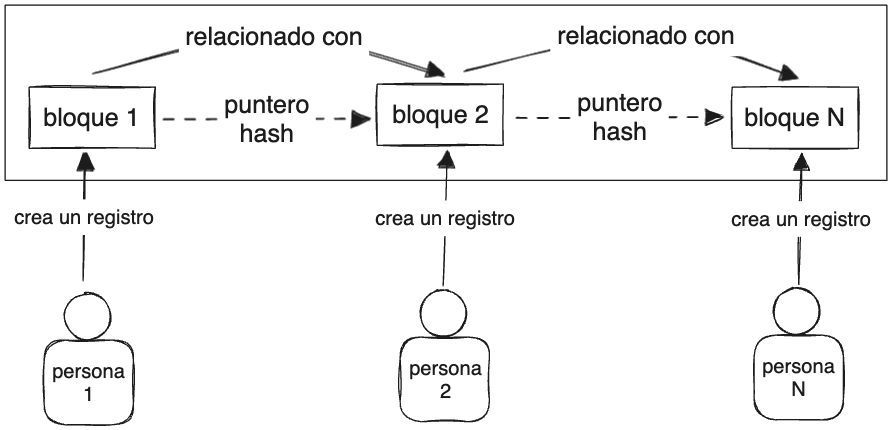 relacionado con
relacionado con
bloque 1
puntero
hash
bloque 2
puntero
hash
bloque N
crea un registro
crea un registro
crea un registro
persona
1
persona
2
persona
N